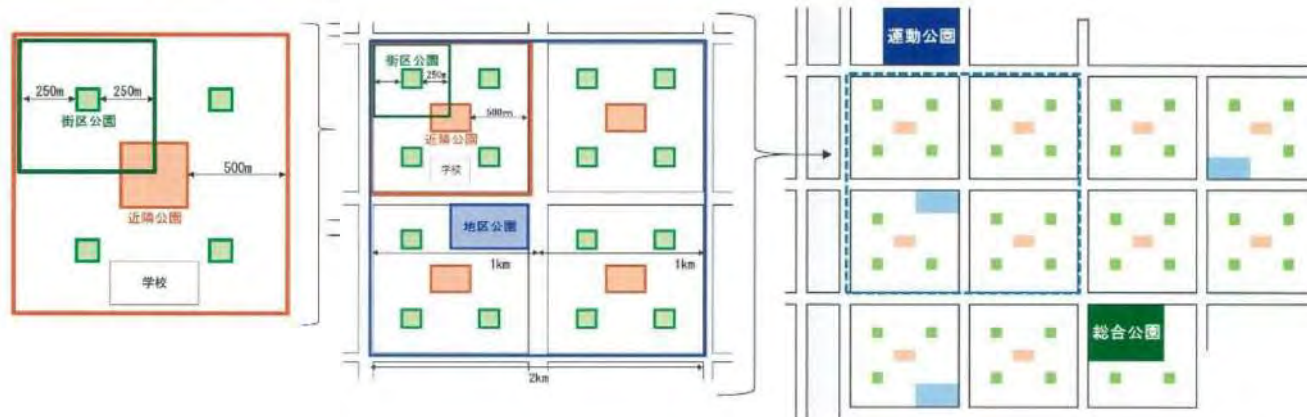 250m
250m
街区公園
500m
近隣公園
学校
街区公園
250m
500m
近隣公園
学校
地区公園
1km
1km
2km
運動公園
総合公園